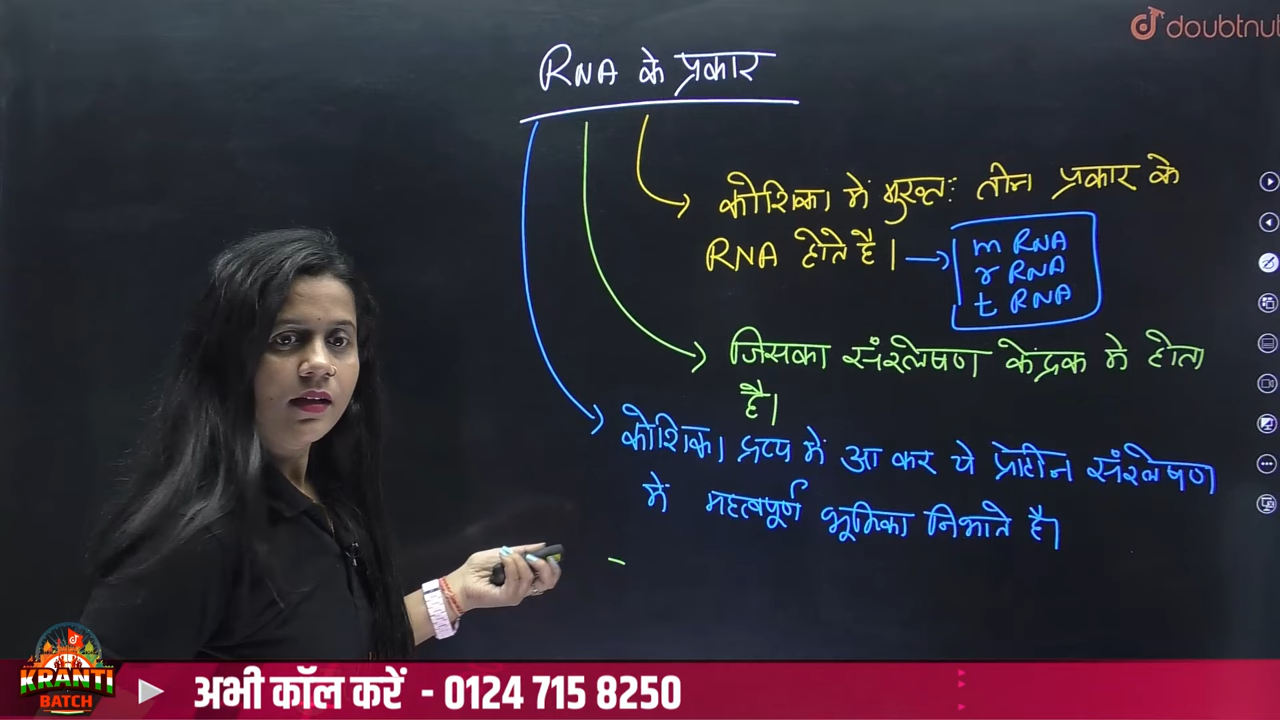 doubtnut
RNA के प्रकार
कोशिका में मुख्यतः तीन प्रकार के
RNA होते है।
m RNA
r RNA
t RNA
जिसका संश्लेषण केंद्रक मे होता
है।
कोशिका द्रव्य में आ कर ये प्रोटीन संश्लेषण
में महत्वपूर्ण भूमिका निभाते है।
KRANTI
BATCH
अभी कॉल करें - 0124 715 8250